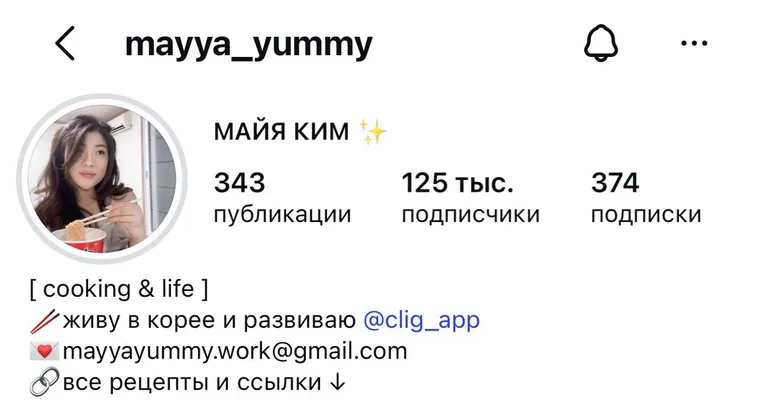 mayya_yummy
МАЙЯ КИМ ✨
343 125 тыс. 374
публикации подписчики подписки
[ cooking & life ]
🥢живу в корее и развиваю @clig_app
💌mayyayummy.work@gmail.com
🔗все рецепты и ссылки ↓